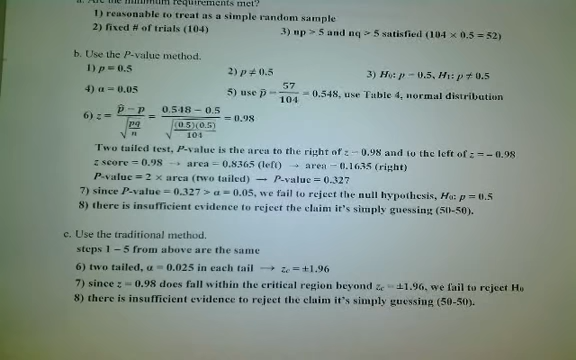 a. Are the minimum requirements met?
1) reasonable to treat as a simple random sample
2) fixed # of trials (104)
3) np > 5 and nq > 5 satisfied (104 × 0.5 = 52)
b. Use the P-value method.
1) p = 0.5
2) p ≠ 0.5
3) H₀: p = 0.5, H₁: p ≠ 0.5
4) α = 0.05
5) use p̂ = 57/104 = 0.548, use Table 4, normal distribution
6) z = (p̂ − p)/√(pq/n) = (0.548 − 0.5)/√((0.5)(0.5)/104) = 0.98
Two tailed test, P-value is the area to the right of z = 0.98 and to the left of z = − 0.98
z score = 0.98 → area = 0.8365 (left) → area = 0.1635 (right)
P-value = 2 × area (two tailed) → P-value = 0.327
7) since P-value = 0.327 > α = 0.05, we fail to reject the null hypothesis, H₀: p = 0.5
8) there is insufficient evidence to reject the claim it's simply guessing (50-50).
c. Use the traditional method.
steps 1 – 5 from above are the same
6) two tailed, α = 0.025 in each tail → z꜀ = ±1.96
7) since z = 0.98 does fall within the critical region beyond z꜀ = ±1.96, we fail to reject H₀
8) there is insufficient evidence to reject the claim it's simply guessing (50-50).